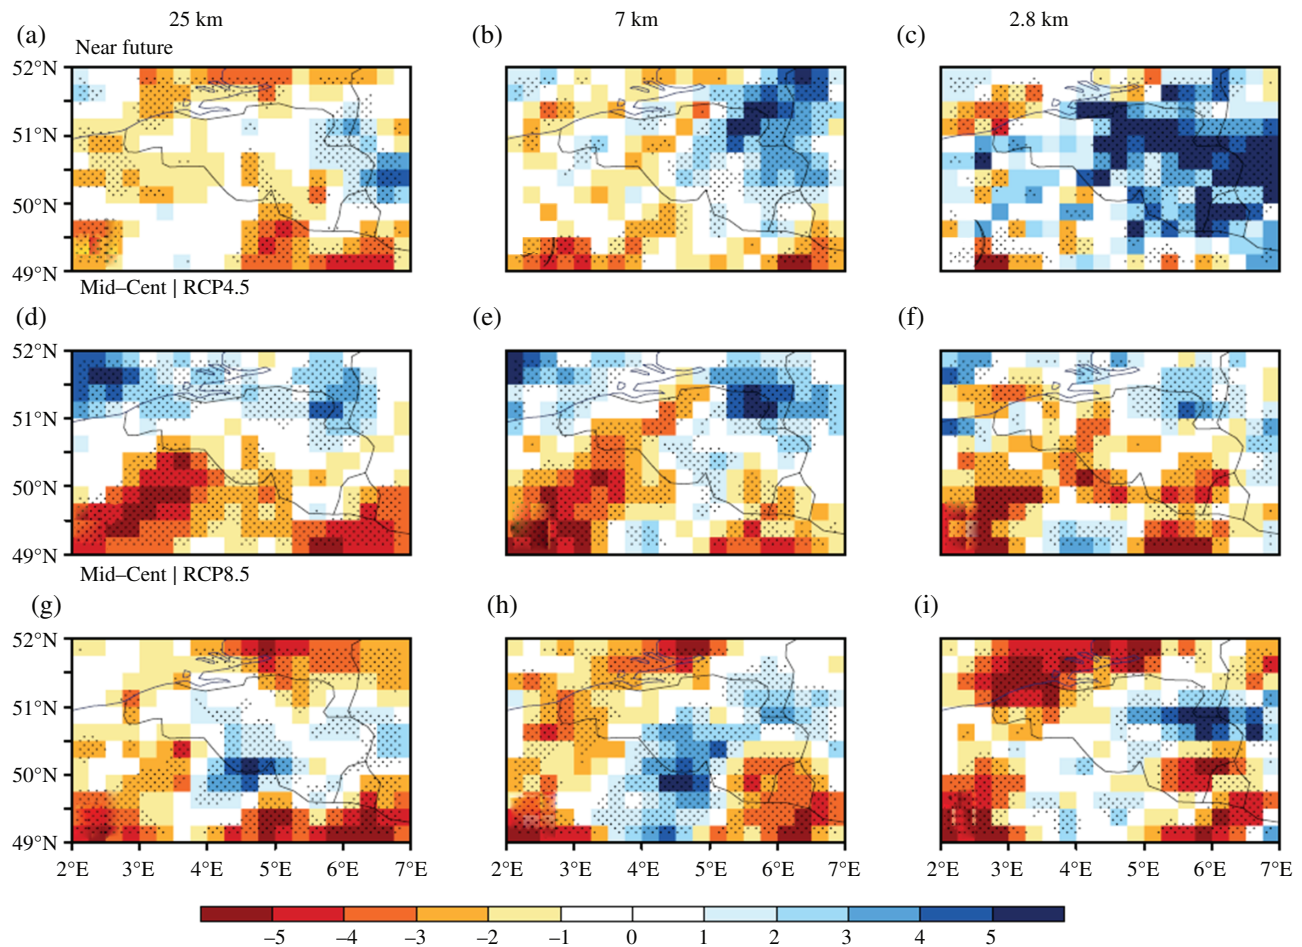 25 km 7 km 2.8 km
(a) (b) (c)
Near future
52°N
51°N
50°N
49°N
Mid–Cent | RCP4.5
(d) (e) (f)
52°N
51°N
50°N
49°N
Mid–Cent | RCP8.5
(g) (h) (i)
52°N
51°N
50°N
49°N
2°E 3°E 4°E 5°E 6°E 7°E 2°E 3°E 4°E 5°E 6°E 7°E 2°E 3°E 4°E 5°E 6°E 7°E
–5 –4 –3 –2 –1 0 1 2 3 4 5